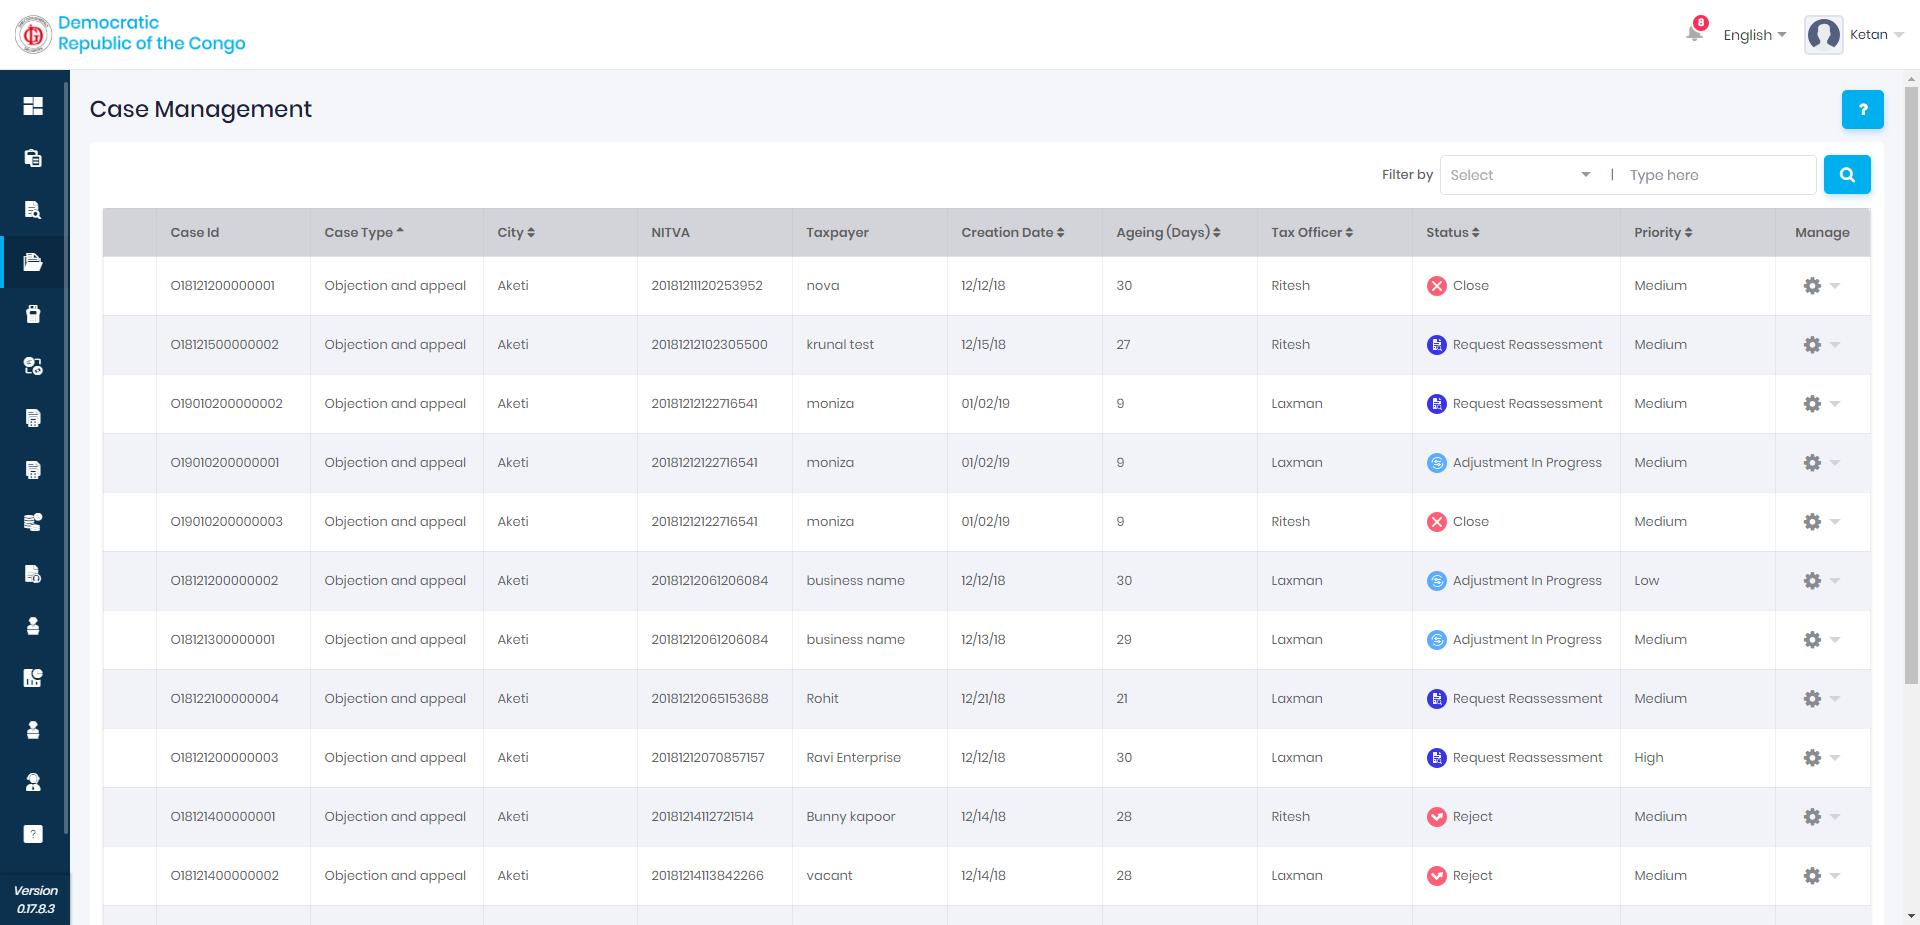 Democratic
Republic of the Congo
8
English
Ketan
Case Management
?
Filter by Select | Type here
Case Id Case Type City NITVA Taxpayer Creation Date Ageing (Days) Tax Officer Status Priority Manage
O18121200000001 Objection and appeal Aketi 20181211120253952 nova 12/12/18 30 Ritesh Close Medium
O18121500000002 Objection and appeal Aketi 20181212102305500 krunal test 12/15/18 27 Ritesh Request Reassessment Medium
O19010200000002 Objection and appeal Aketi 20181212122716541 moniza 01/02/19 9 Laxman Request Reassessment Medium
O19010200000001 Objection and appeal Aketi 20181212122716541 moniza 01/02/19 9 Laxman Adjustment In Progress Medium
O19010200000003 Objection and appeal Aketi 20181212122716541 moniza 01/02/19 9 Ritesh Close Medium
O18121200000002 Objection and appeal Aketi 20181212061206084 business name 12/12/18 30 Laxman Adjustment In Progress Low
O18121300000001 Objection and appeal Aketi 20181212061206084 business name 12/13/18 29 Laxman Adjustment In Progress Medium
O18122100000004 Objection and appeal Aketi 20181212065153688 Rohit 12/21/18 21 Laxman Request Reassessment Medium
O18121200000003 Objection and appeal Aketi 20181212070857157 Ravi Enterprise 12/12/18 30 Laxman Request Reassessment High
O18121400000001 Objection and appeal Aketi 20181214112721514 Bunny kapoor 12/14/18 28 Ritesh Reject Medium
O18121400000002 Objection and appeal Aketi 20181214113842266 vacant 12/14/18 28 Laxman Reject Medium
?
Version
0.17.8.3